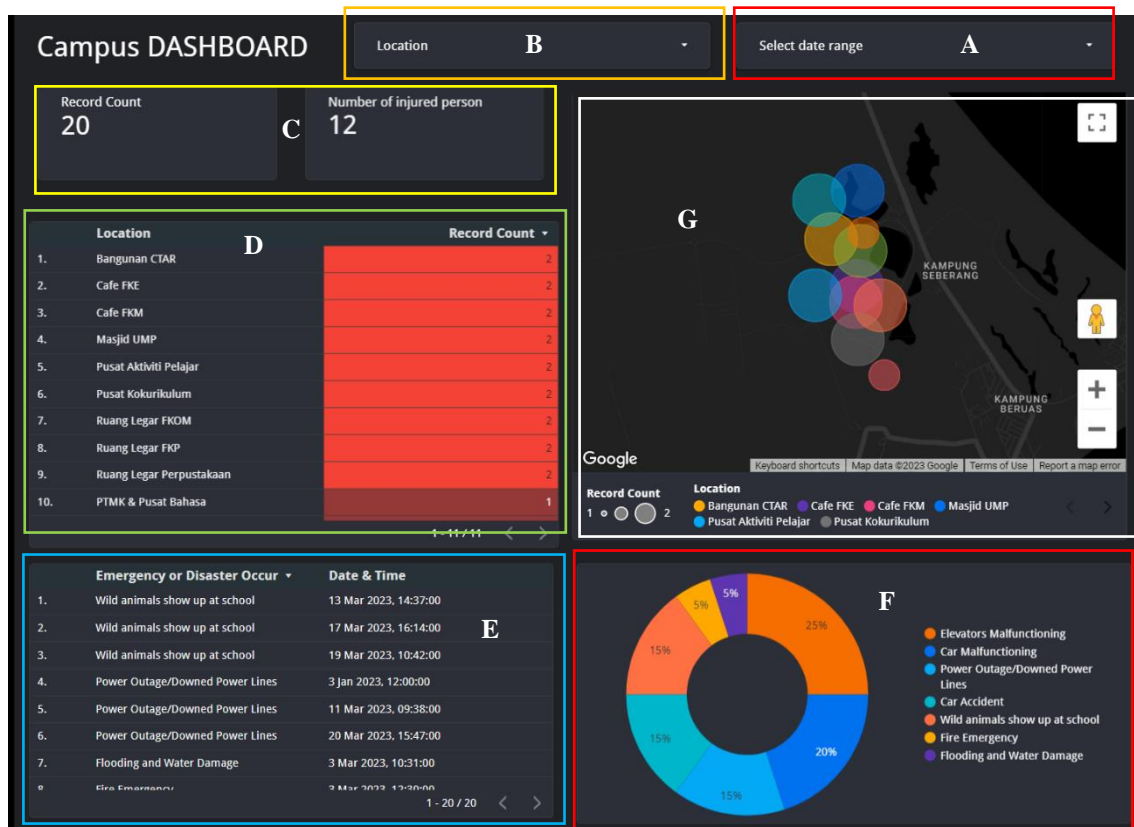 Campus DASHBOARD
Location
B
Select date range
A
Record Count
20
C
Number of injured person
12
D
Location Record Count
1. Bangunan CTAR 2
2. Cafe FKE 2
3. Cafe FKM 2
4. Masjid UMP 2
5. Pusat Aktiviti Pelajar 2
6. Pusat Kokurikulum 2
7. Ruang Legar FKOM 2
8. Ruang Legar FKP 2
9. Ruang Legar Perpustakaan 2
10. PTMK & Pusat Bahasa 1
1 - 11 / 11
G
KAMPUNG
SEBERANG
KAMPUNG
BERUAS
Google
Keyboard shortcuts Map data ©2023 Google Terms of Use Report a map error
Record Count
1 2
Location
Bangunan CTAR Cafe FKE Cafe FKM Masjid UMP
Pusat Aktiviti Pelajar Pusat Kokurikulum
Emergency or Disaster Occur Date & Time
1. Wild animals show up at school 13 Mar 2023, 14:37:00
2. Wild animals show up at school 17 Mar 2023, 16:14:00
E
3. Wild animals show up at school 19 Mar 2023, 10:42:00
4. Power Outage/Downed Power Lines 3 Jan 2023, 12:00:00
5. Power Outage/Downed Power Lines 11 Mar 2023, 09:38:00
6. Power Outage/Downed Power Lines 20 Mar 2023, 15:47:00
7. Flooding and Water Damage 3 Mar 2023, 10:31:00
8. Fire Emergency 3 Mar 2023, 12:30:00
1 - 20 / 20
F
5%
5%
25%
15%
15%
20%
15%
Elevators Malfunctioning
Car Malfunctioning
Power Outage/Downed Power
Lines
Car Accident
Wild animals show up at school
Fire Emergency
Flooding and Water Damage